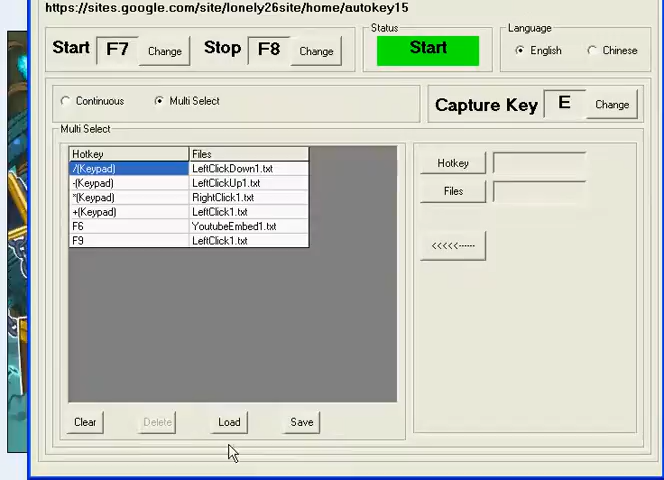 https://sites.google.com/site/lonely26site/home/autokey15
Start F7 Change Stop F8 Change
Status
Start
Language
English Chinese
Continuous Multi Select
Capture Key E Change
Multi Select
Hotkey Files
/(Keypad) LeftClickDown1.txt
-(Keypad) LeftClickUp1.txt
*(Keypad) RightClick1.txt
+(Keypad) LeftClick1.txt
F6 YoutubeEmbed1.txt
F9 LeftClick1.txt
Hotkey
Files
<<<<<------
Clear Delete Load Save